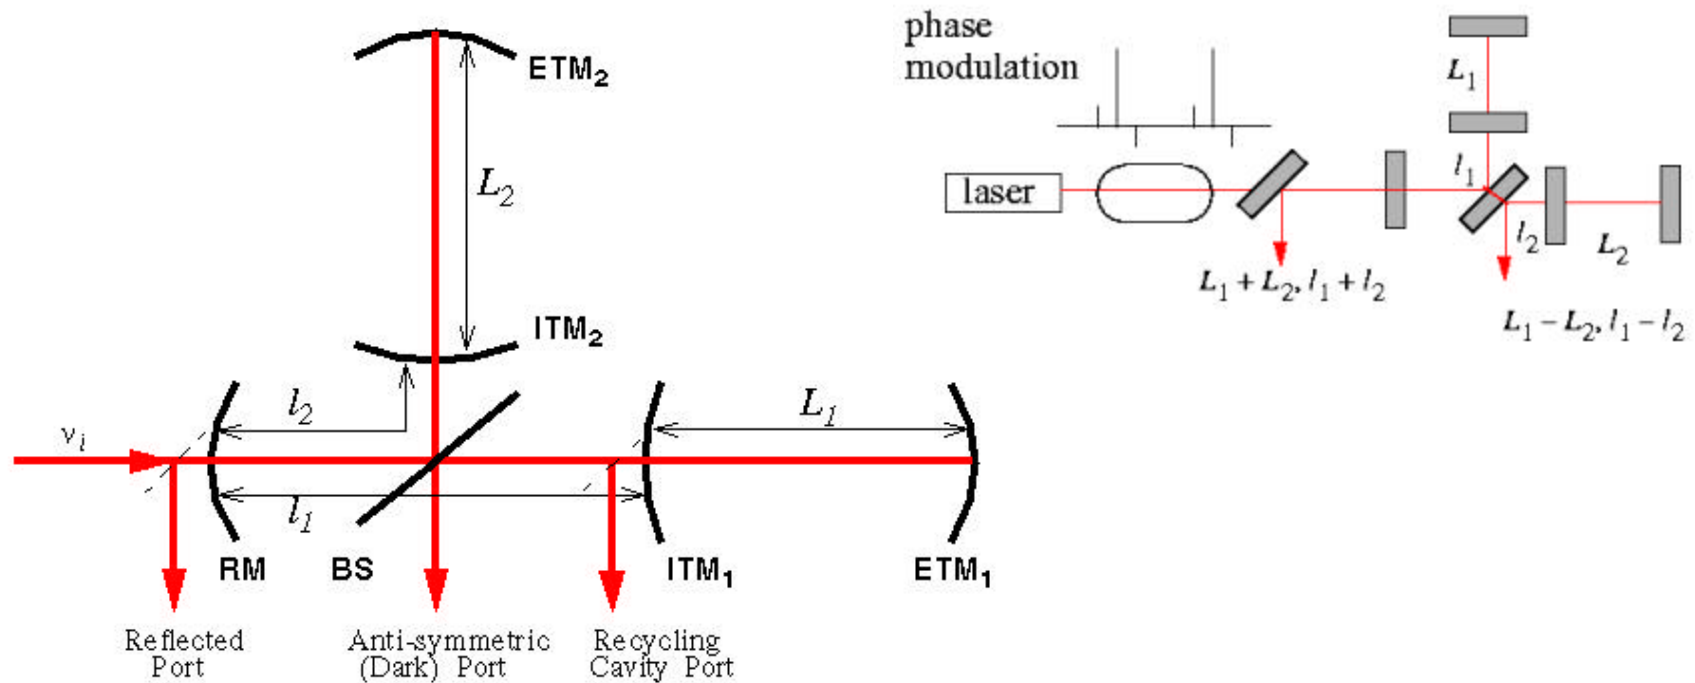 ETM₂
L₂
ITM₂
l₂
L₁
ν_i
l₁
RM
BS
ITM₁
ETM₁
Reflected
Port
Anti-symmetric
(Dark) Port
Recycling
Cavity Port
phase
modulation
L₁
laser
l₁
l₂
L₂
L₁ + L₂, l₁ + l₂
L₁ − L₂, l₁ − l₂